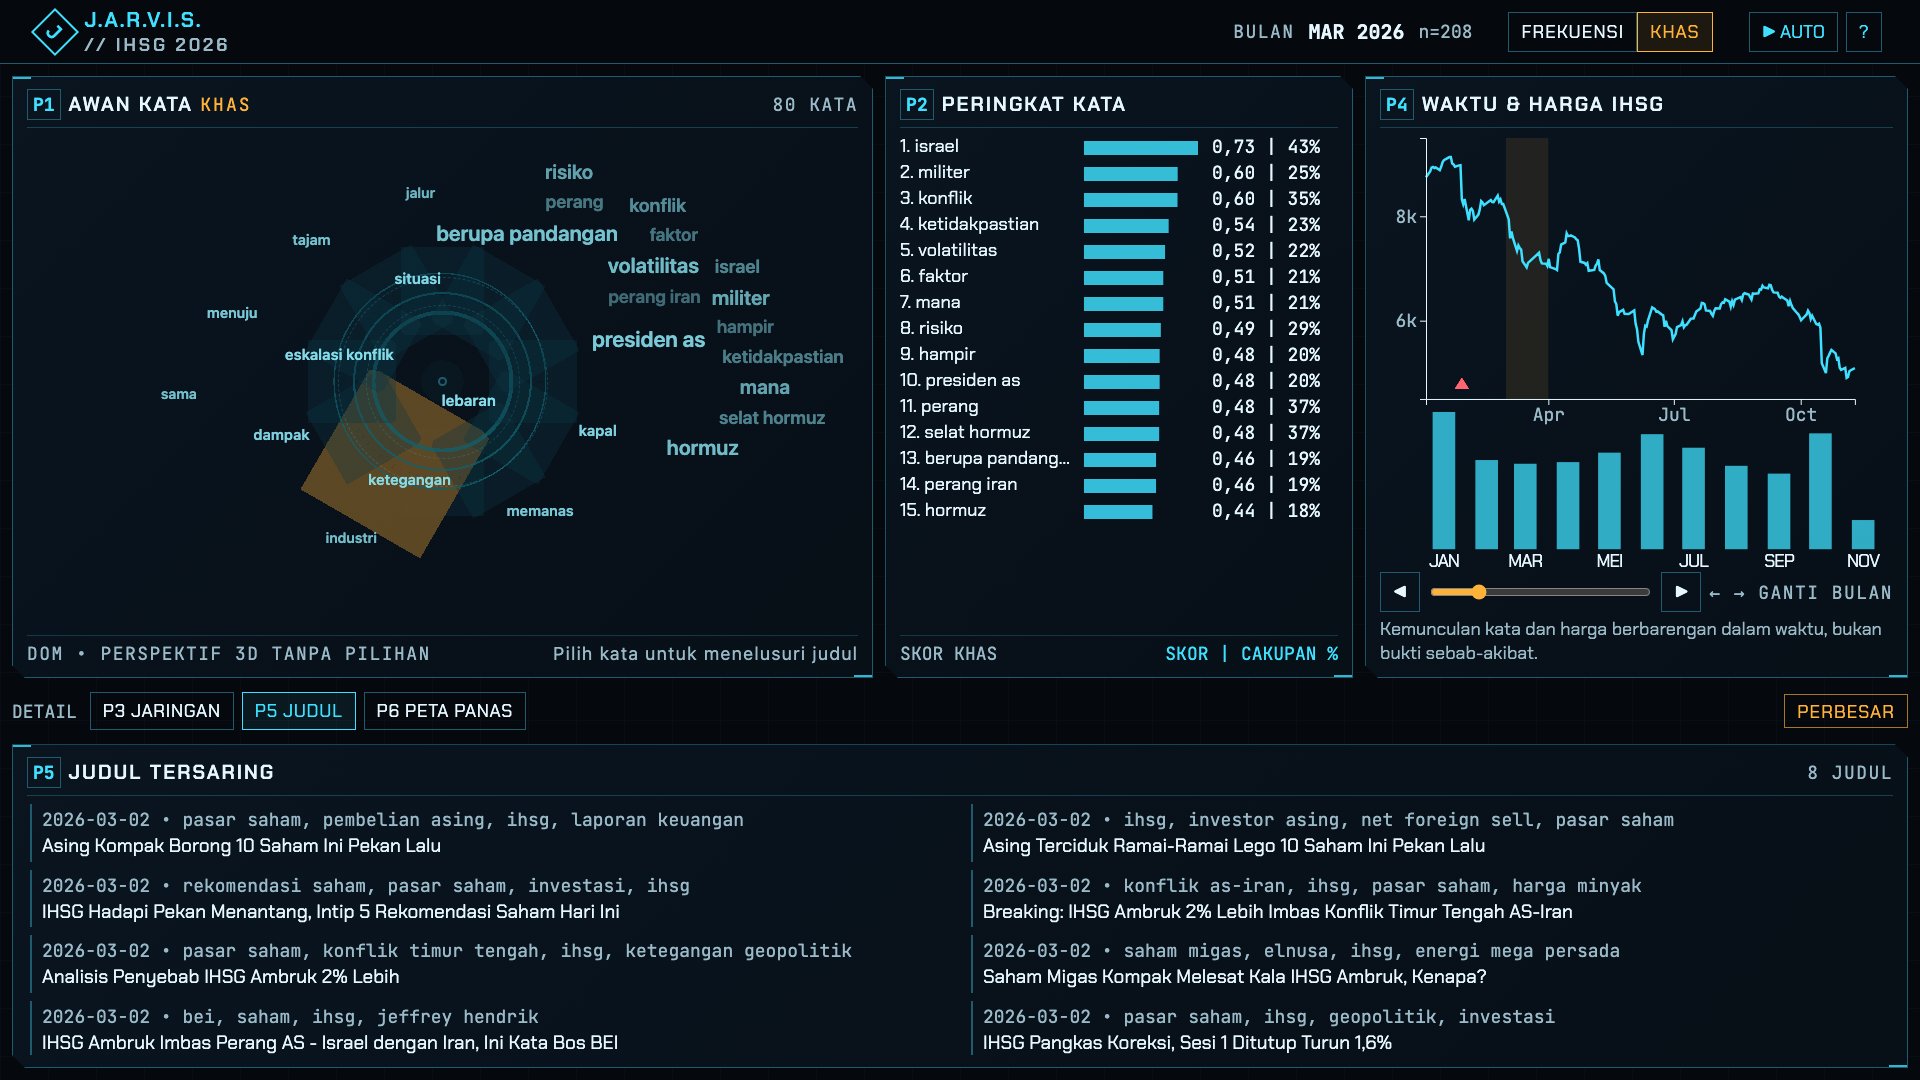 J.A.R.V.I.S.
// IHSG 2026
BULAN MAR 2026 n=208
FREKUENSI KHAS
AUTO
?
P1 AWAN KATA KHAS
80 KATA
risiko
jalur
perang
konflik
berupa pandangan
faktor
tajam
volatilitas
israel
situasi
perang iran
militer
menuju
hampir
presiden as
eskalasi konflik
ketidakpastian
mana
sama
lebaran
selat hormuz
dampak
kapal
hormuz
ketegangan
memanas
industri
DOM • PERSPEKTIF 3D TANPA PILIHAN
Pilih kata untuk menelusuri judul
P2 PERINGKAT KATA
1. israel 0,73 | 43%
2. militer 0,60 | 25%
3. konflik 0,60 | 35%
4. ketidakpastian 0,54 | 23%
5. volatilitas 0,52 | 22%
6. faktor 0,51 | 21%
7. mana 0,51 | 21%
8. risiko 0,49 | 29%
9. hampir 0,48 | 20%
10. presiden as 0,48 | 20%
11. perang 0,48 | 37%
12. selat hormuz 0,48 | 37%
13. berupa pandang... 0,46 | 19%
14. perang iran 0,46 | 19%
15. hormuz 0,44 | 18%
SKOR KHAS
SKOR | CAKUPAN %
P4 WAKTU & HARGA IHSG
8k
6k
Apr Jul Oct
JAN MAR MEI JUL SEP NOV
← → GANTI BULAN
Kemunculan kata dan harga berbarengan dalam waktu, bukan
bukti sebab-akibat.
DETAIL P3 JARINGAN P5 JUDUL P6 PETA PANAS
PERBESAR
P5 JUDUL TERSARING
8 JUDUL
2026-03-02 • pasar saham, pembelian asing, ihsg, laporan keuangan
Asing Kompak Borong 10 Saham Ini Pekan Lalu
2026-03-02 • ihsg, investor asing, net foreign sell, pasar saham
Asing Terciduk Ramai-Ramai Lego 10 Saham Ini Pekan Lalu
2026-03-02 • rekomendasi saham, pasar saham, investasi, ihsg
IHSG Hadapi Pekan Menantang, Intip 5 Rekomendasi Saham Hari Ini
2026-03-02 • konflik as-iran, ihsg, pasar saham, harga minyak
Breaking: IHSG Ambruk 2% Lebih Imbas Konflik Timur Tengah AS-Iran
2026-03-02 • pasar saham, konflik timur tengah, ihsg, ketegangan geopolitik
Analisis Penyebab IHSG Ambruk 2% Lebih
2026-03-02 • saham migas, elnusa, ihsg, energi mega persada
Saham Migas Kompak Melesat Kala IHSG Ambruk, Kenapa?
2026-03-02 • bei, saham, ihsg, jeffrey hendrik
IHSG Ambruk Imbas Perang AS - Israel dengan Iran, Ini Kata Bos BEI
2026-03-02 • pasar saham, ihsg, geopolitik, investasi
IHSG Pangkas Koreksi, Sesi 1 Ditutup Turun 1,6%